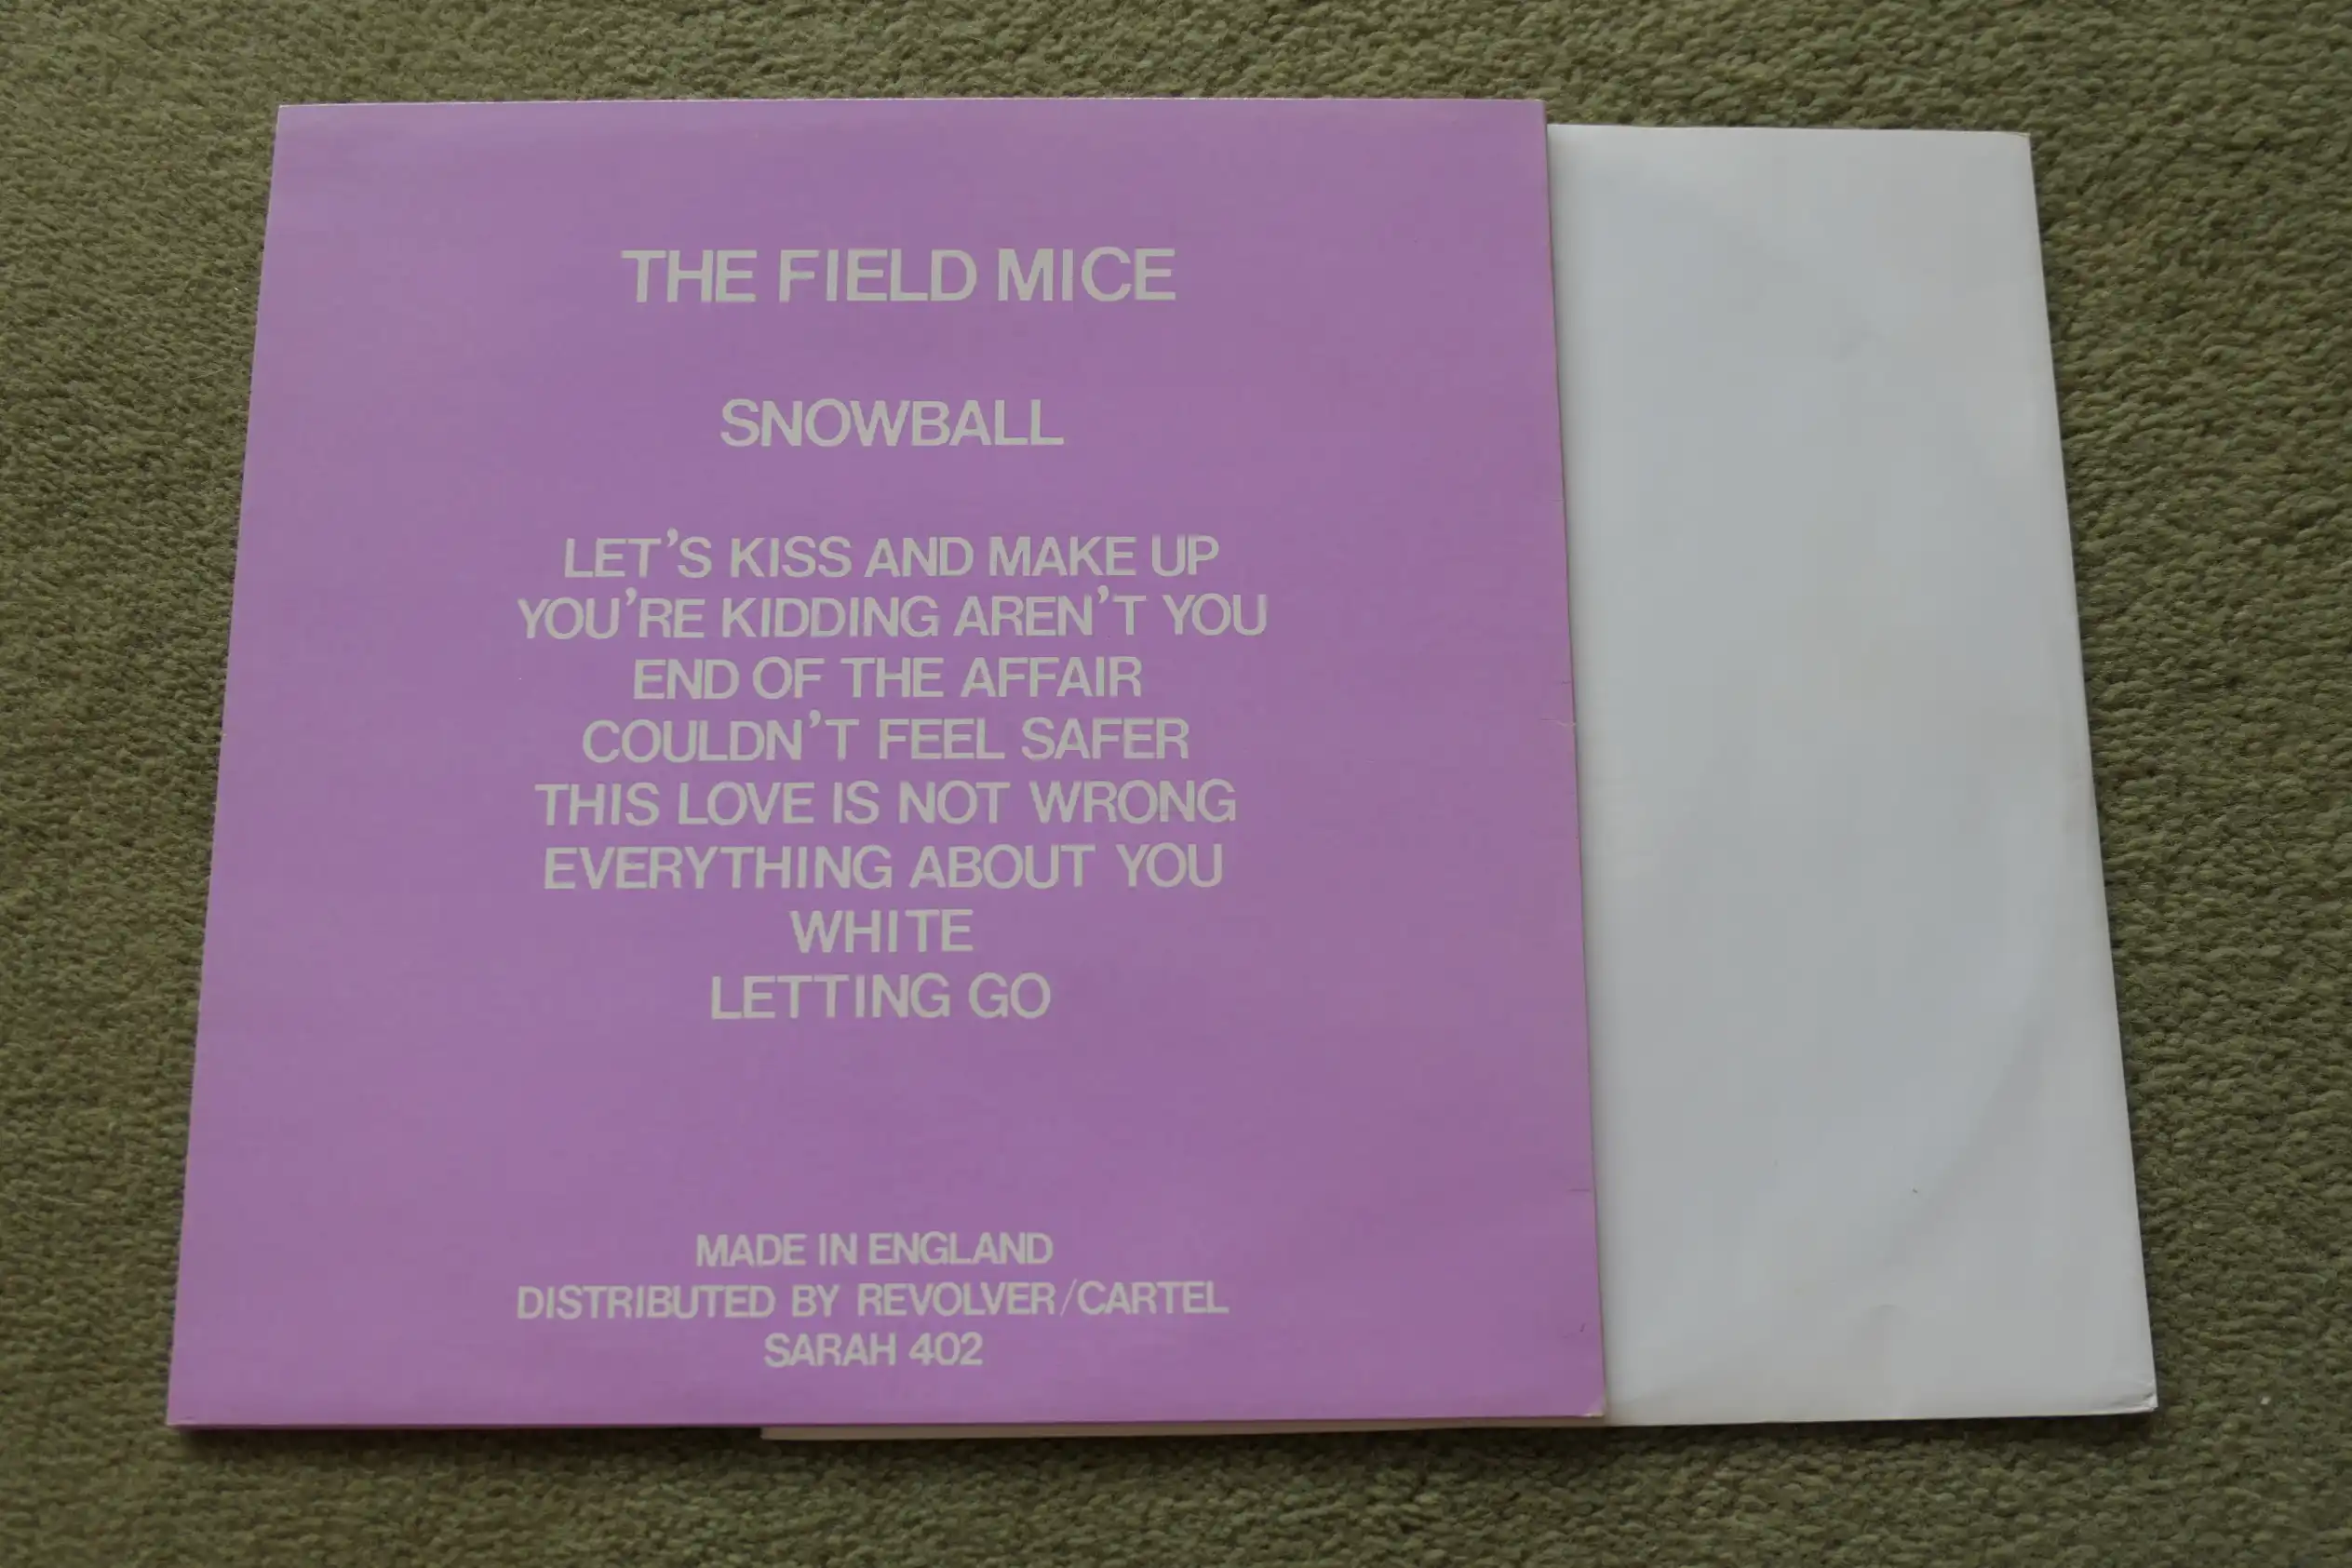 THE FIELD MICE
SNOWBALL
LET'S KISS AND MAKE UP
YOU'RE KIDDING AREN'T YOU
END OF THE AFFAIR
COULDN'T FEEL SAFER
THIS LOVE IS NOT WRONG
EVERYTHING ABOUT YOU
WHITE
LETTING GO
MADE IN ENGLAND
DISTRIBUTED BY REVOLVER/CARTEL
SARAH 402